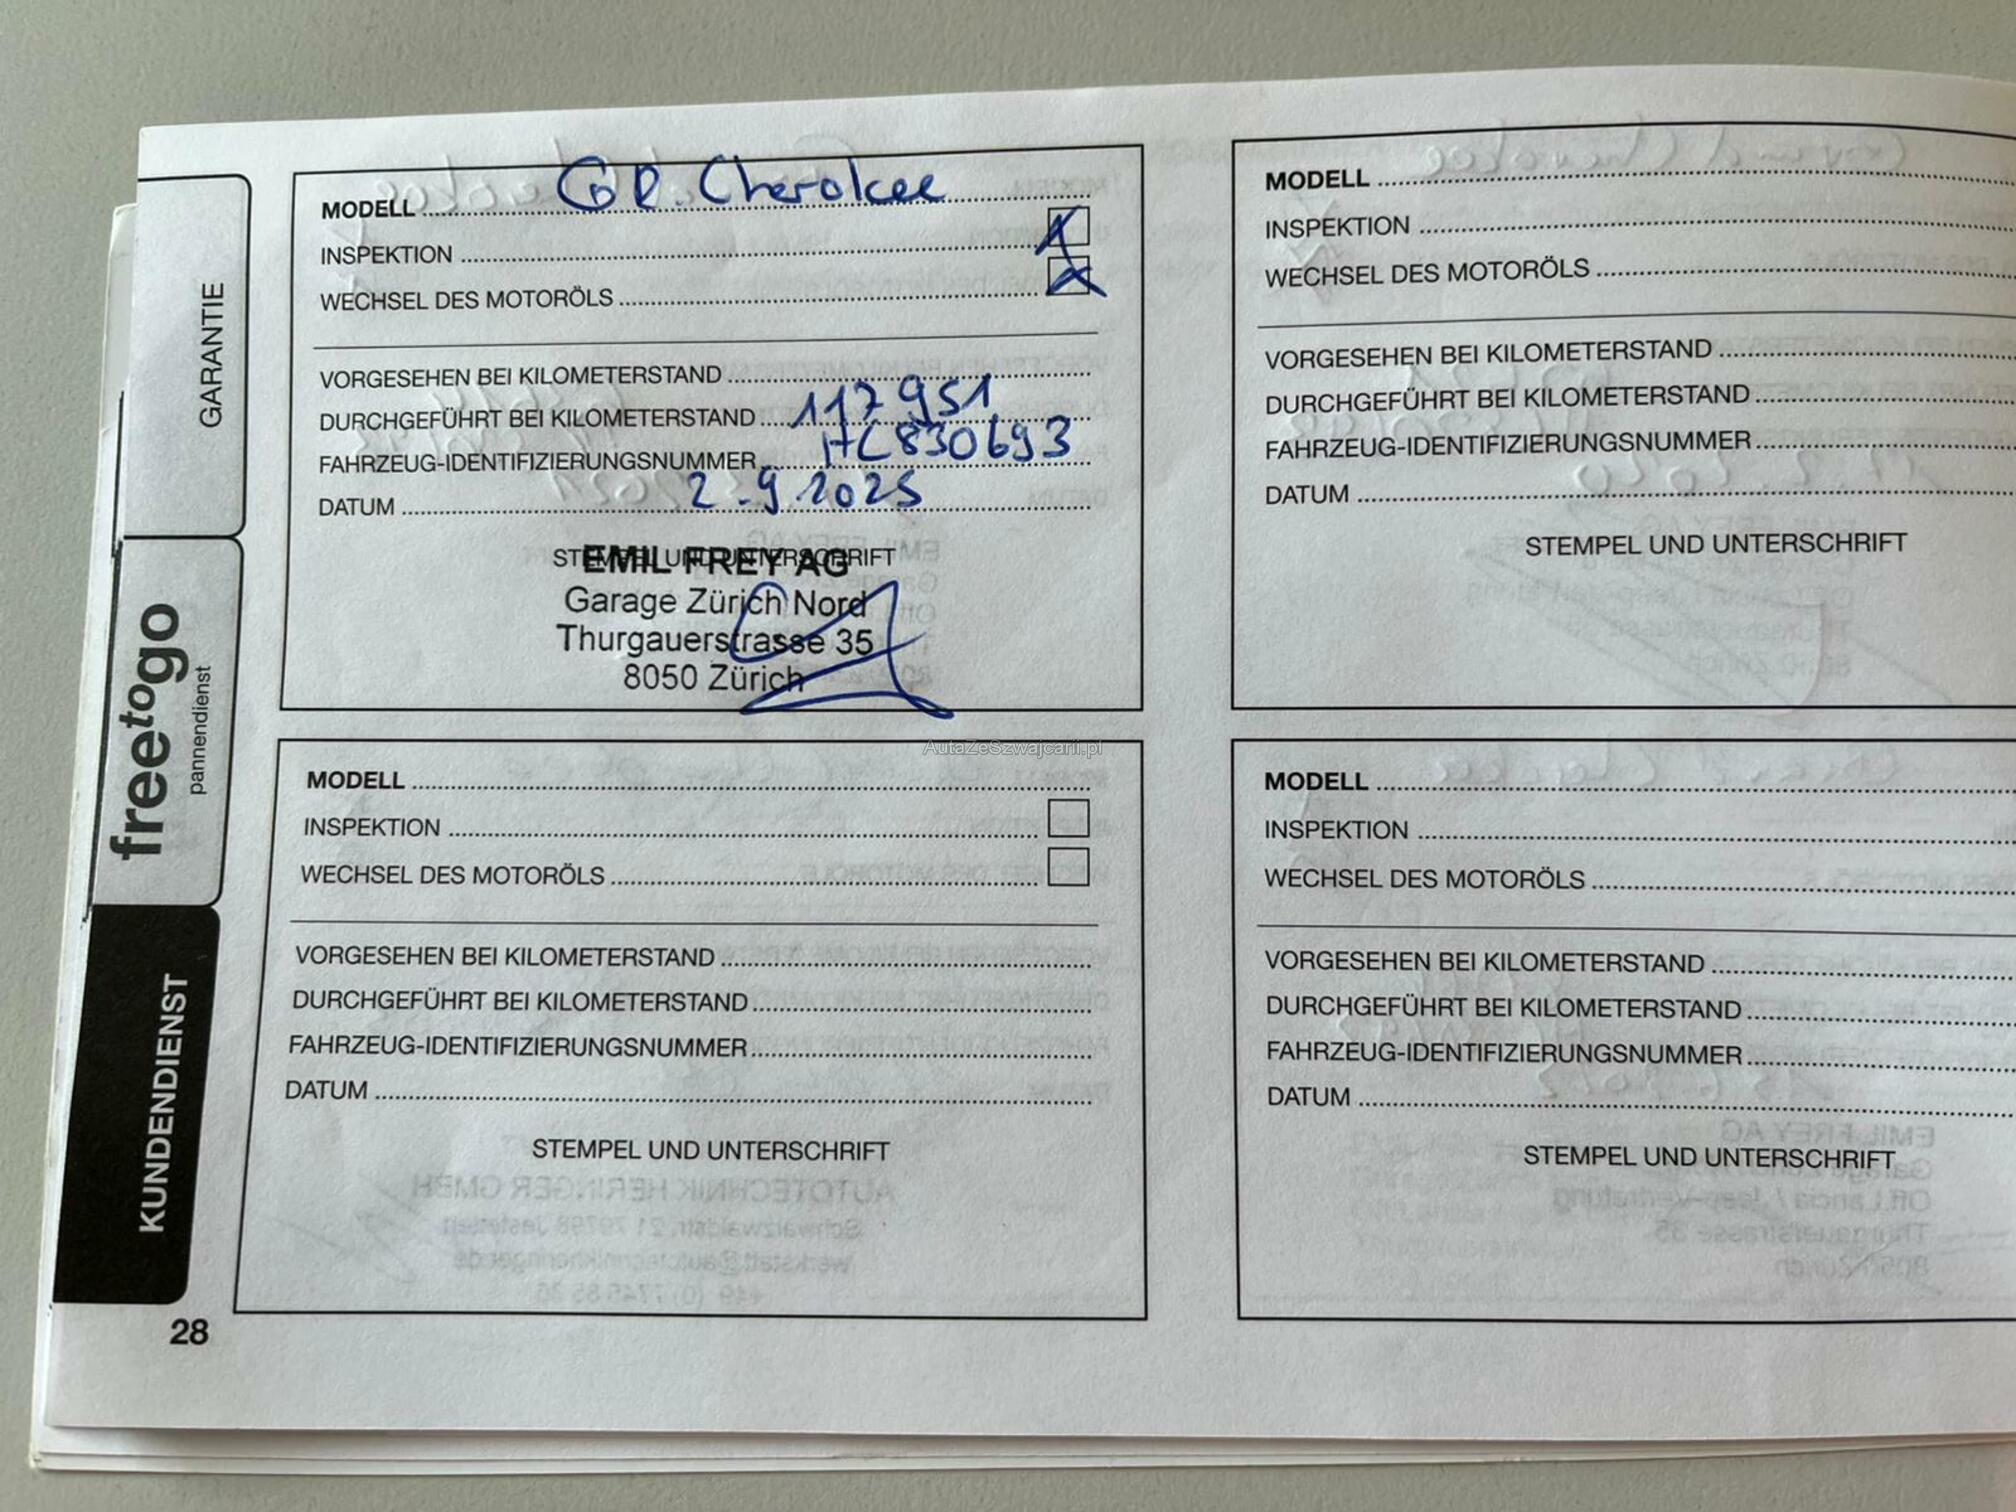 GARANTIE
freetogo
pannendienst
KUNDENDIENST
28
MODELL Gr. Cherokee
INSPEKTION
WECHSEL DES MOTORÖLS
VORGESEHEN BEI KILOMETERSTAND
DURCHGEFÜHRT BEI KILOMETERSTAND 117951
FAHRZEUG-IDENTIFIZIERUNGSNUMMER HC830693
DATUM 2.9.2025
STEMPEL UND UNTERSCHRIFT
EMIL FREY AG
Garage Zürich Nord
Thurgauerstrasse 35
8050 Zürich
MODELL
INSPEKTION
WECHSEL DES MOTORÖLS
VORGESEHEN BEI KILOMETERSTAND
DURCHGEFÜHRT BEI KILOMETERSTAND
FAHRZEUG-IDENTIFIZIERUNGSNUMMER
DATUM
STEMPEL UND UNTERSCHRIFT
AutaZeSzwajcarii.pl
MODELL
INSPEKTION
WECHSEL DES MOTORÖLS
VORGESEHEN BEI KILOMETERSTAND
DURCHGEFÜHRT BEI KILOMETERSTAND
FAHRZEUG-IDENTIFIZIERUNGSNUMMER
DATUM
STEMPEL UND UNTERSCHRIFT
MODELL
INSPEKTION
WECHSEL DES MOTORÖLS
VORGESEHEN BEI KILOMETERSTAND
DURCHGEFÜHRT BEI KILOMETERSTAND
FAHRZEUG-IDENTIFIZIERUNGSNUMMER
DATUM
STEMPEL UND UNTERSCHRIFT